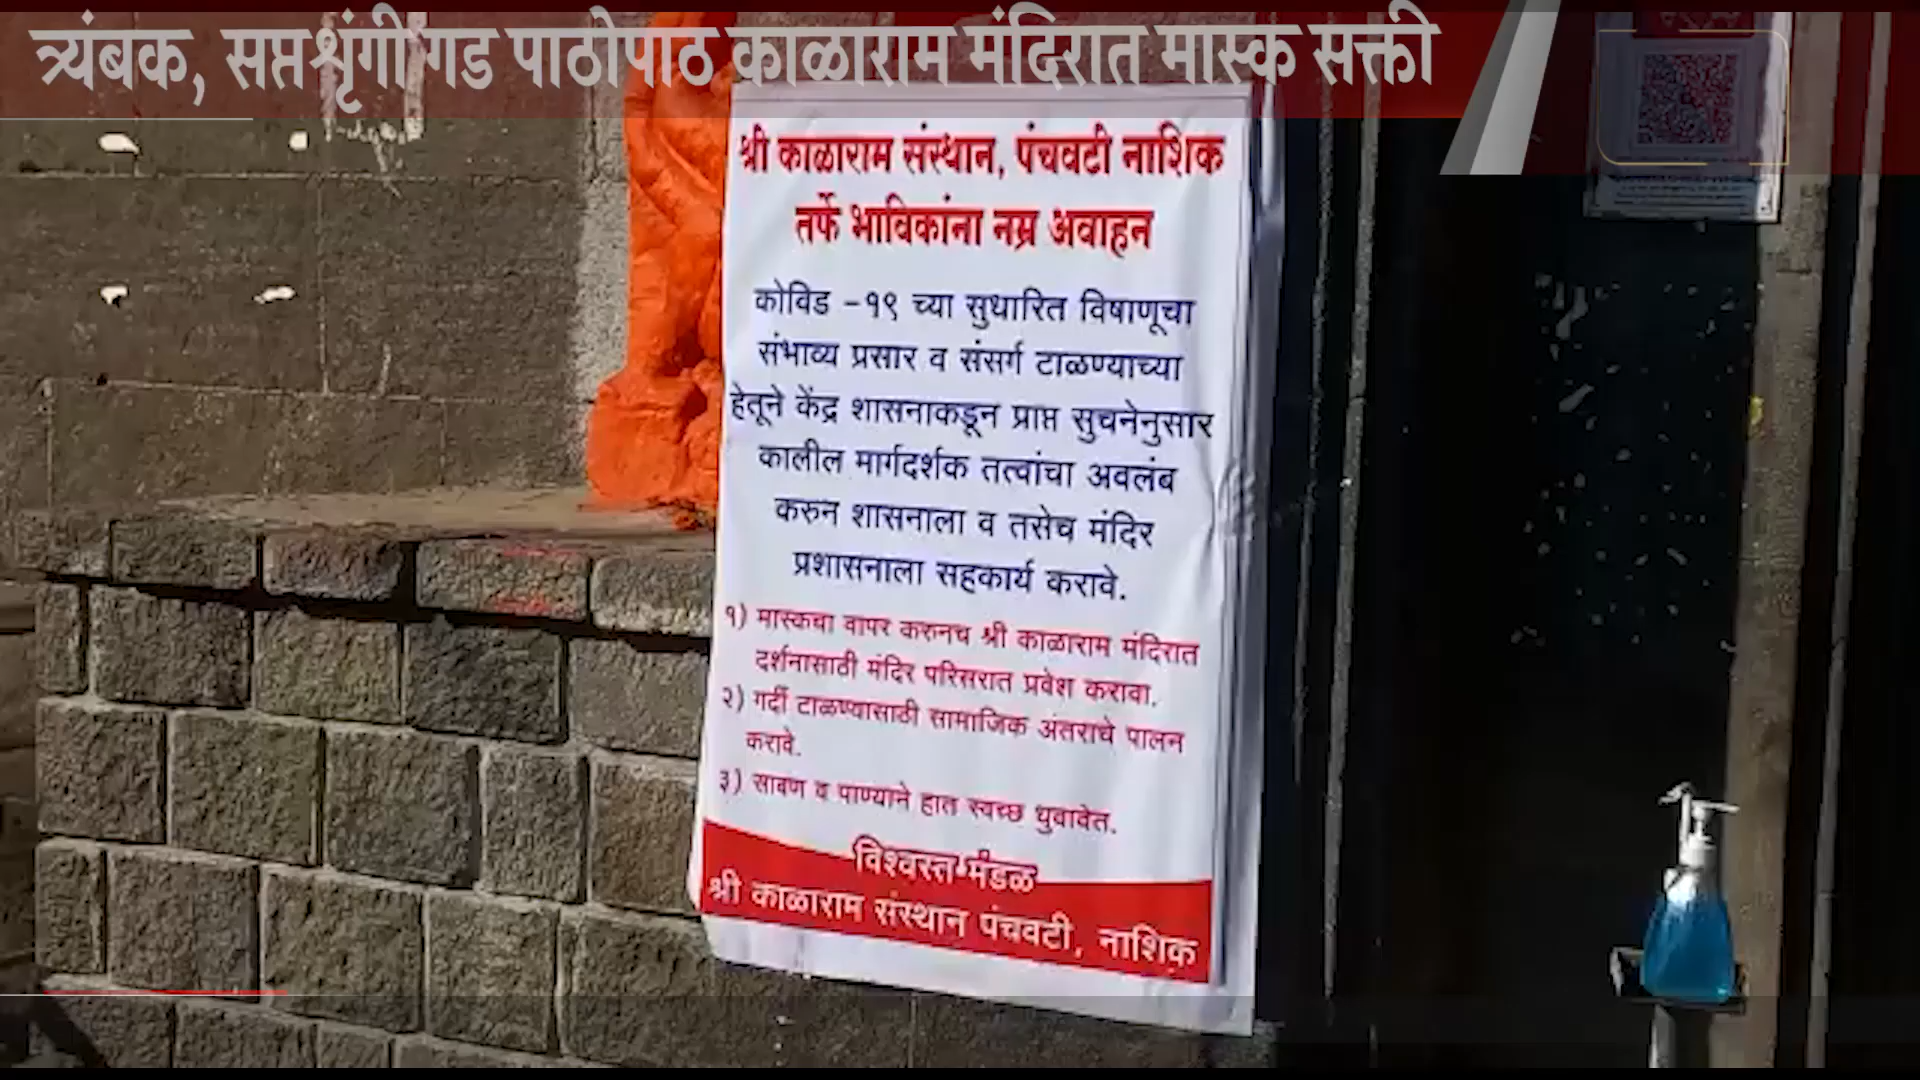 त्र्यंबक, सप्तशृंगी गड पाठोपाठ काळाराम मंदिरात मास्क सक्ती
श्री काळाराम संस्थान, पंचवटी नाशिक
तर्फे भाविकांना नम्र अवाहन
कोविड -१९ च्या सुधारित विषाणूचा
संभाव्य प्रसार व संसर्ग टाळण्याच्या
हेतूने केंद्र शासनाकडून प्राप्त सुचनेनुसार
कालील मार्गदर्शक तत्वांचा अवलंब
करुन शासनाला व तसेच मंदिर
प्रशासनाला सहकार्य करावे.
१) मास्कचा वापर करुनच श्री काळाराम मंदिरात
दर्शनासाठी मंदिर परिसरात प्रवेश करावा.
२) गर्दी टाळण्यासाठी सामाजिक अंतराचे पालन
करावे.
३) साबण व पाण्याने हात स्वच्छ धुवावेत.
विश्वस्त मंडळ
श्री काळाराम संस्थान पंचवटी, नाशिक